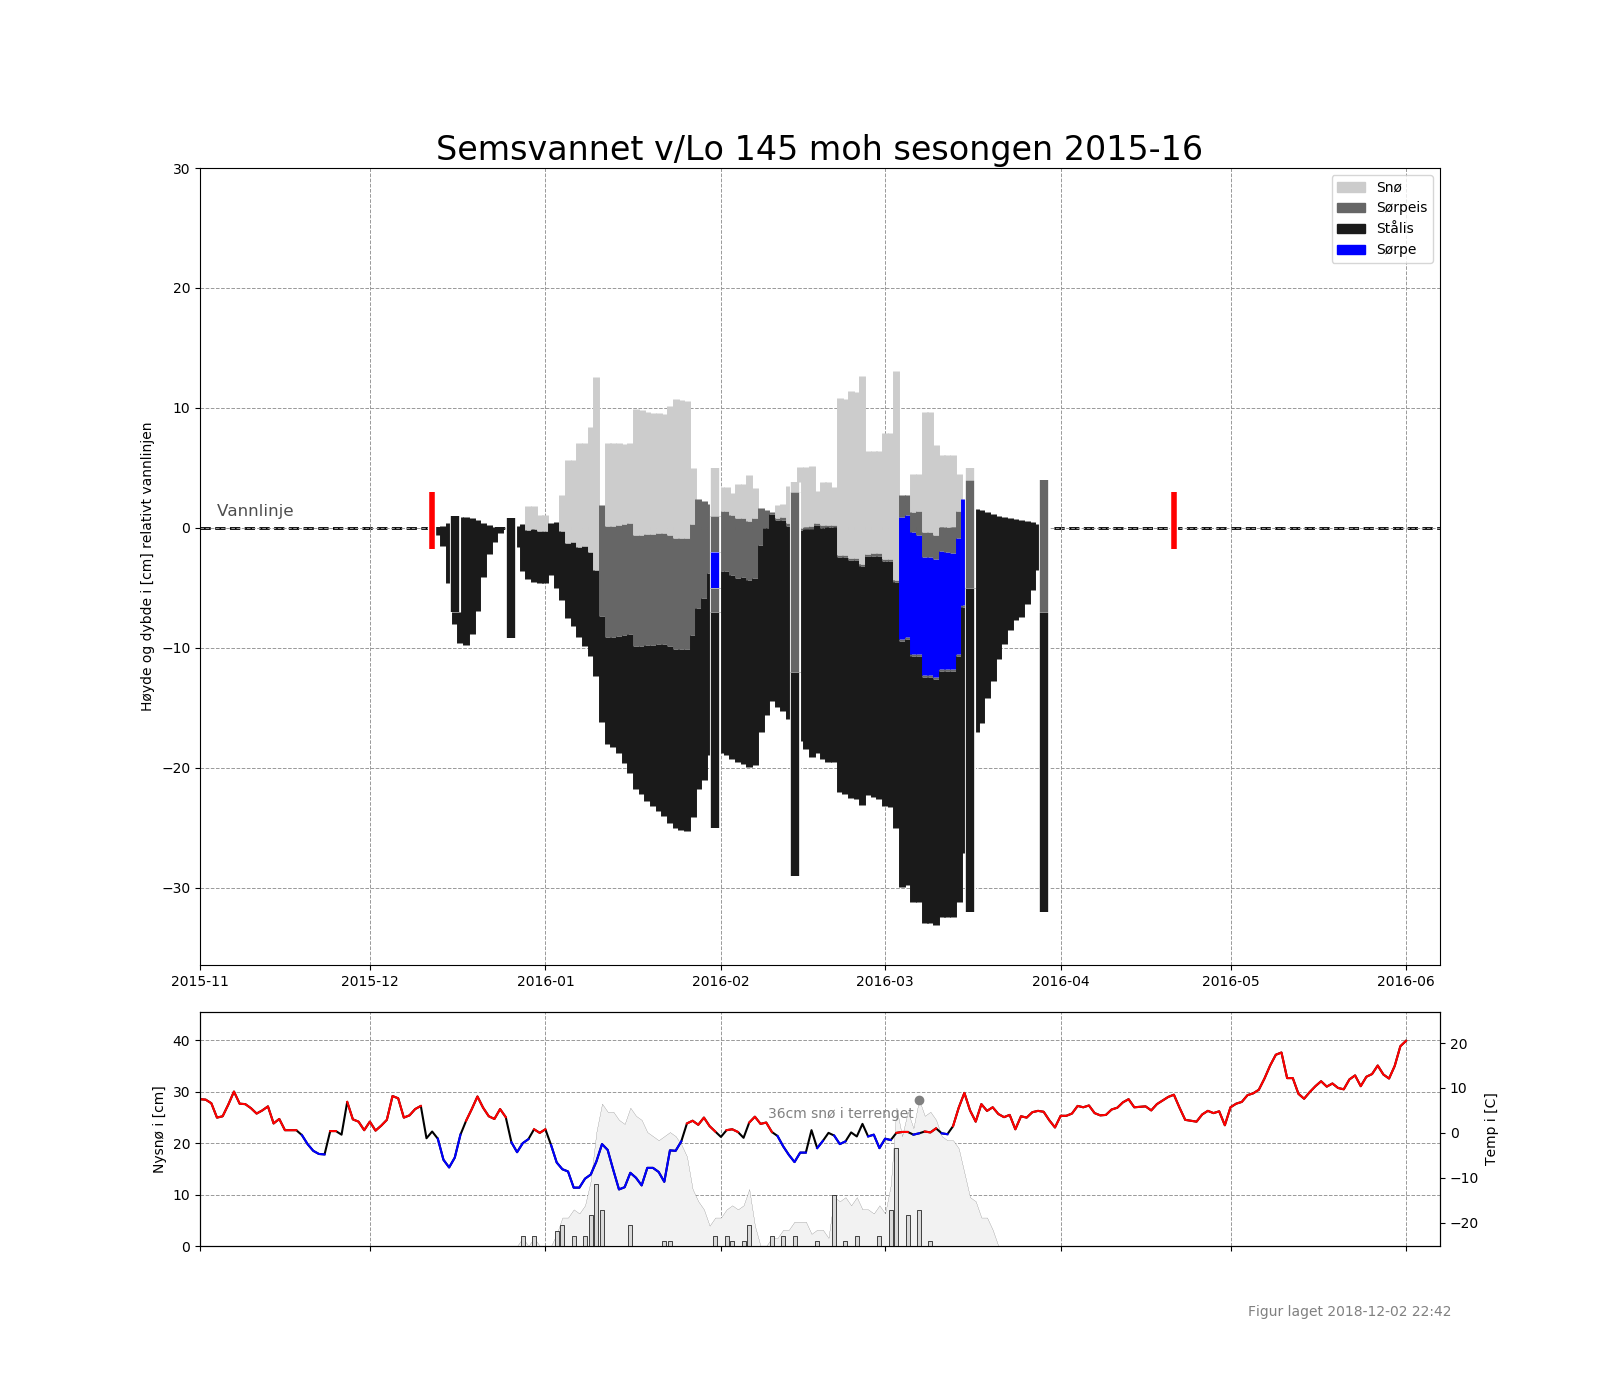 Semsvannet v/Lo 145 moh sesongen 2015-16
30
20
10
0
−10
−20
−30
Høyde og dybde i [cm] relativt vannlinjen
Vannlinje
Snø
Sørpeis
Stålis
Sørpe
2015-11 2015-12 2016-01 2016-02 2016-03 2016-04 2016-05 2016-06
40
30
20
10
0
Nysnø i [cm]
36cm snø i terrenget
20
10
0
−10
−20
Temp i [C]
Figur laget 2018-12-02 22:42